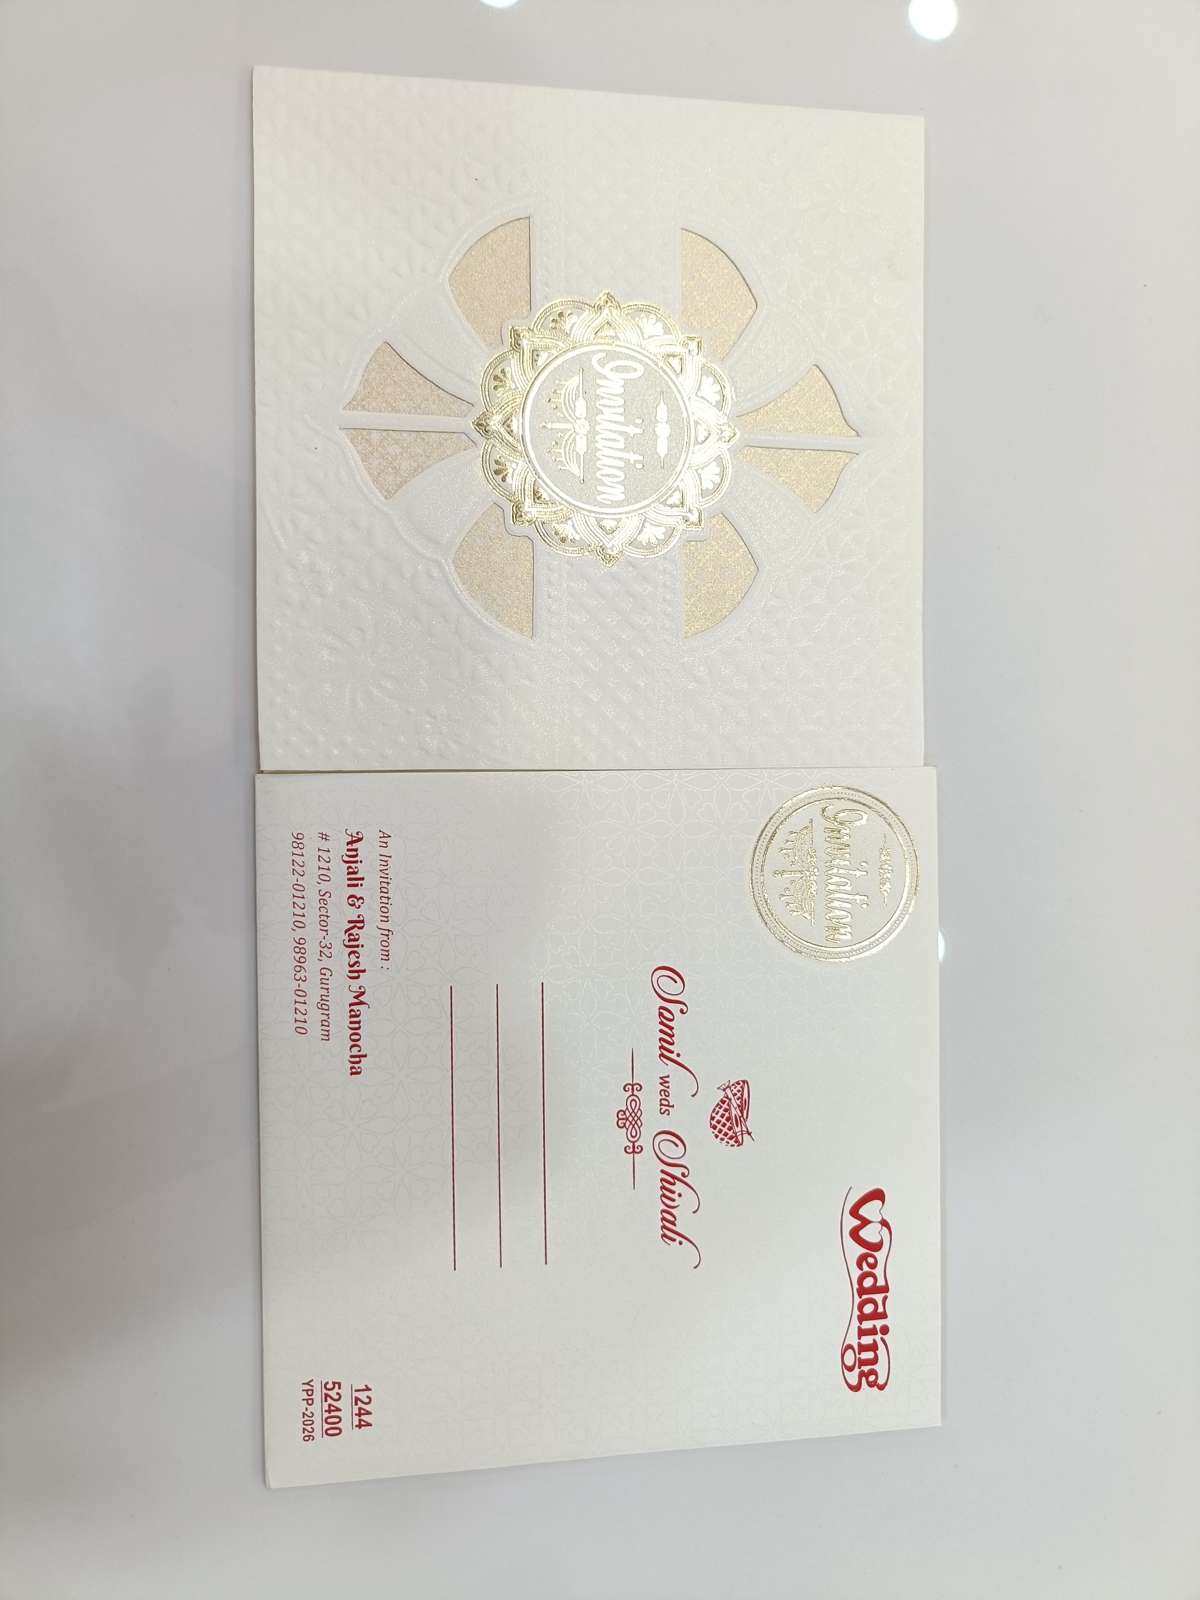 Invitation
Invitation
Wedding
Samil weds Shivali
An Invitation from :
Anjali & Rajesh Manocha
# 1210, Sector-32, Gurugram
98122-01210, 98963-01210
1244
52400
YPP-2026